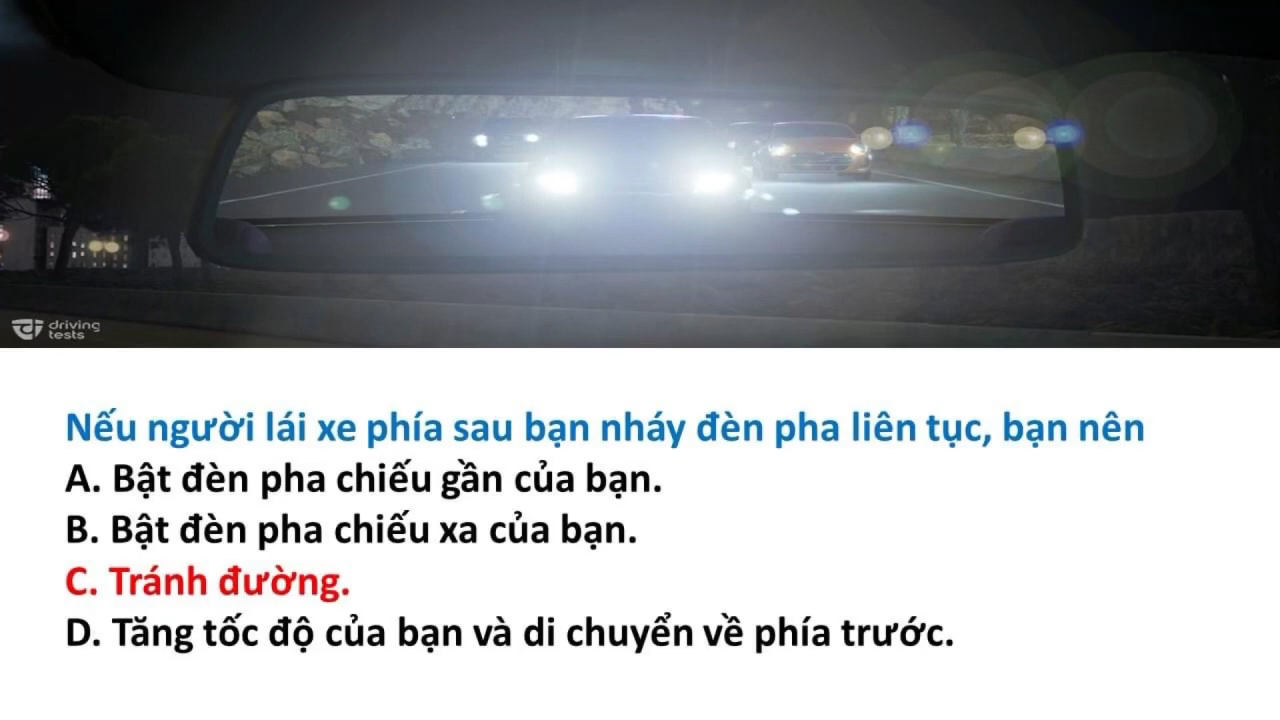 driving
tests
Nếu người lái xe phía sau bạn nháy đèn pha liên tục, bạn nên
A. Bật đèn pha chiếu gần của bạn.
B. Bật đèn pha chiếu xa của bạn.
C. Tránh đường.
D. Tăng tốc độ của bạn và di chuyển về phía trước.